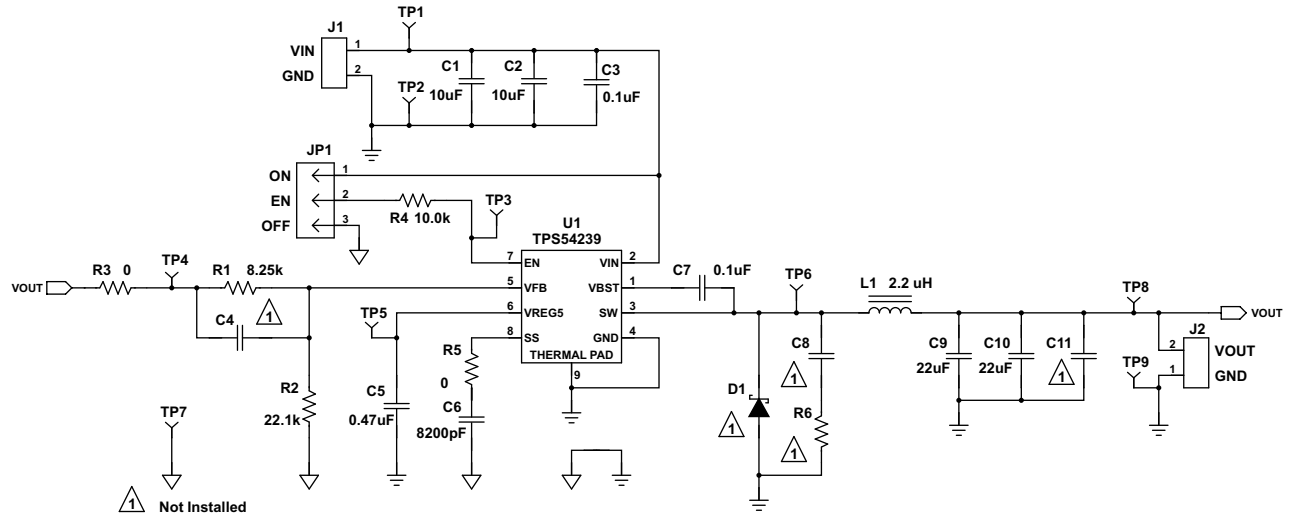 TP1
J1
VIN 1
GND 2
C1
10uF
C2
10uF
C3
0.1uF
TP2
JP1
ON 1
EN 2
OFF 3
R4 10.0k
TP3
U1
TPS54239
7 EN
5 VFB
6 VREG5
8 SS
VIN 2
VBST 1
SW 3
GND 4
THERMAL PAD
9
VOUT
R3 0
TP4
R1 8.25k
1
C4
R2
22.1k
TP5
C5
0.47uF
R5
0
C6
8200pF
C7
0.1uF
TP6
L1 2.2 uH
D1
1
C8
1
R6
1
C9
22uF
C10
22uF
C11
1
TP8
VOUT
J2
2 VOUT
1 GND
TP9
TP7
1 Not Installed